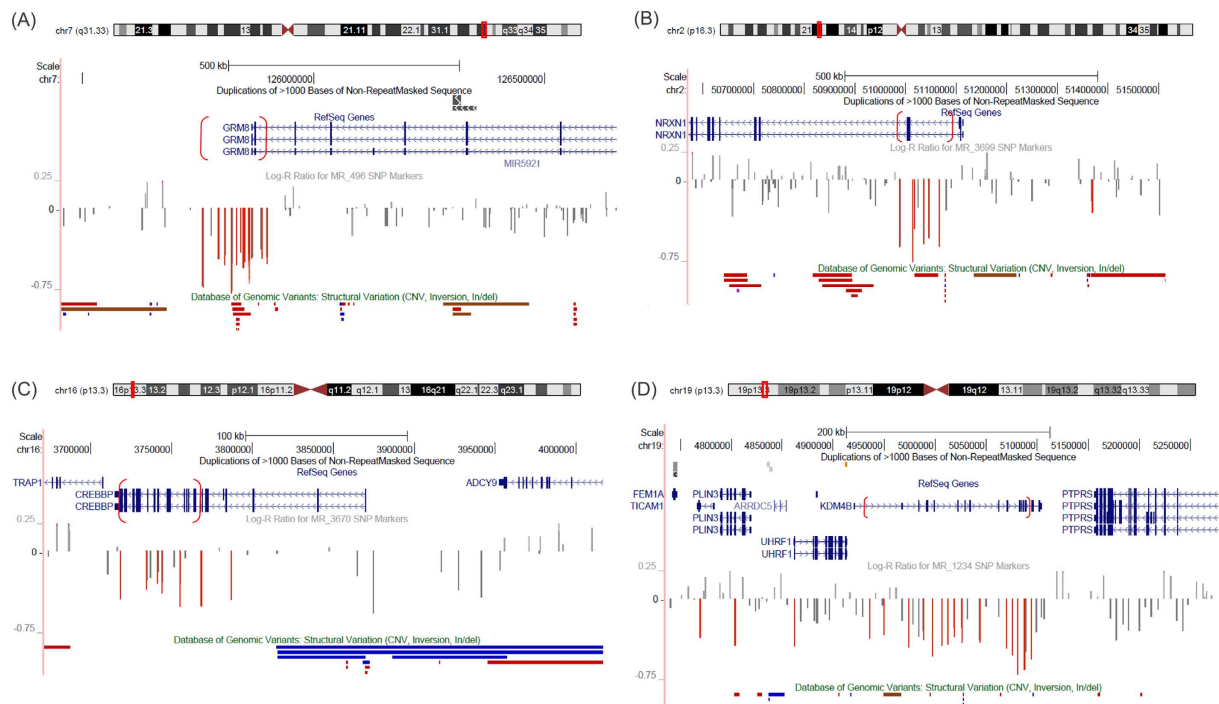 (A)
chr7 (q31.33) 21.3 13 21.11 22.1 31.1 q33 q34 35
Scale 500 kb
chr7: 126000000 126500000
Duplications of >1000 Bases of Non-RepeatMasked Sequence
RefSeq Genes
GRM8
GRM8
GRM8
MIR592
Log-R Ratio for MR_496 SNP Markers
0.25
0
-0.75
Database of Genomic Variants: Structural Variation (CNV, Inversion, In/del)
(B)
chr2 (p16.3) 21 14 p12 13 34 35
Scale 500 kb
chr2: 50700000 50800000 50900000 51000000 51100000 51200000 51300000 51400000 51500000
Duplications of >1000 Bases of Non-RepeatMasked Sequence
RefSeq Genes
NRXN1
NRXN1
Log-R Ratio for MR_3699 SNP Markers
0.25
0
-0.75
Database of Genomic Variants: Structural Variation (CNV, Inversion, In/del)
(C)
chr16 (p13.3) 16p13.3 13.2 12.3 p12.1 16p11.2 q11.2 q12.1 13 16q21 q22.1 22.3 q23.1
Scale 100 kb
chr16: 3700000 3750000 3800000 3850000 3900000 3950000 4000000
Duplications of >1000 Bases of Non-RepeatMasked Sequence
RefSeq Genes
TRAP1 ADCY9
CREBBP
CREBBP
Log-R Ratio for MR_3670 SNP Markers
0.25
0
-0.75
Database of Genomic Variants: Structural Variation (CNV, Inversion, In/del)
(D)
chr19 (p13.3) 19p13.3 19p13.2 p13.11 19p12 19q12 13.11 19q13.2 q13.32 q13.33
Scale 200 kb
chr19: 4800000 4850000 4900000 4950000 5000000 5050000 5100000 5150000 5200000 5250000
Duplications of >1000 Bases of Non-RepeatMasked Sequence
RefSeq Genes
FEM1A PLIN3 PTPRS
TICAM1 ARRDC5 KDM4B PTPRS
PLIN3 PTPRS
PLIN3 PTPRS
UHRF1
UHRF1
Log-R Ratio for MR_1234 SNP Markers
0.25
0
-0.75
Database of Genomic Variants: Structural Variation (CNV, Inversion, In/del)